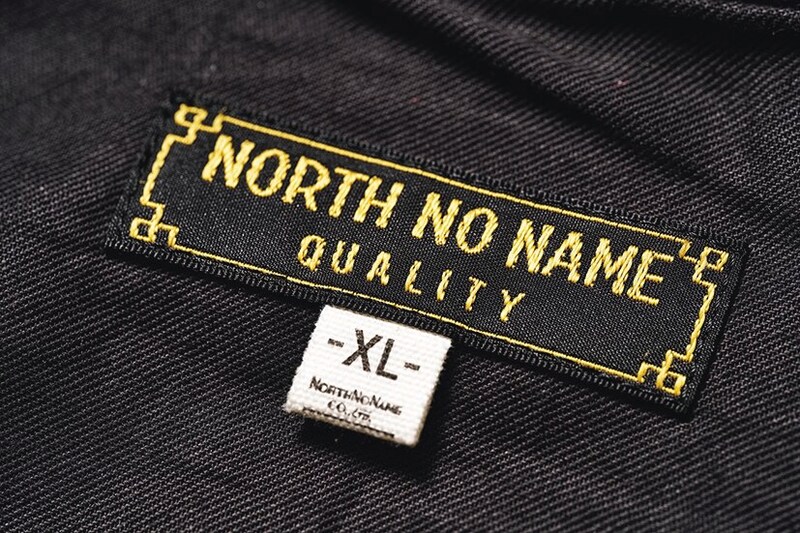 NORTH NO NAME
QUALITY
-XL-
NORTHNONAME
CO., LTD.